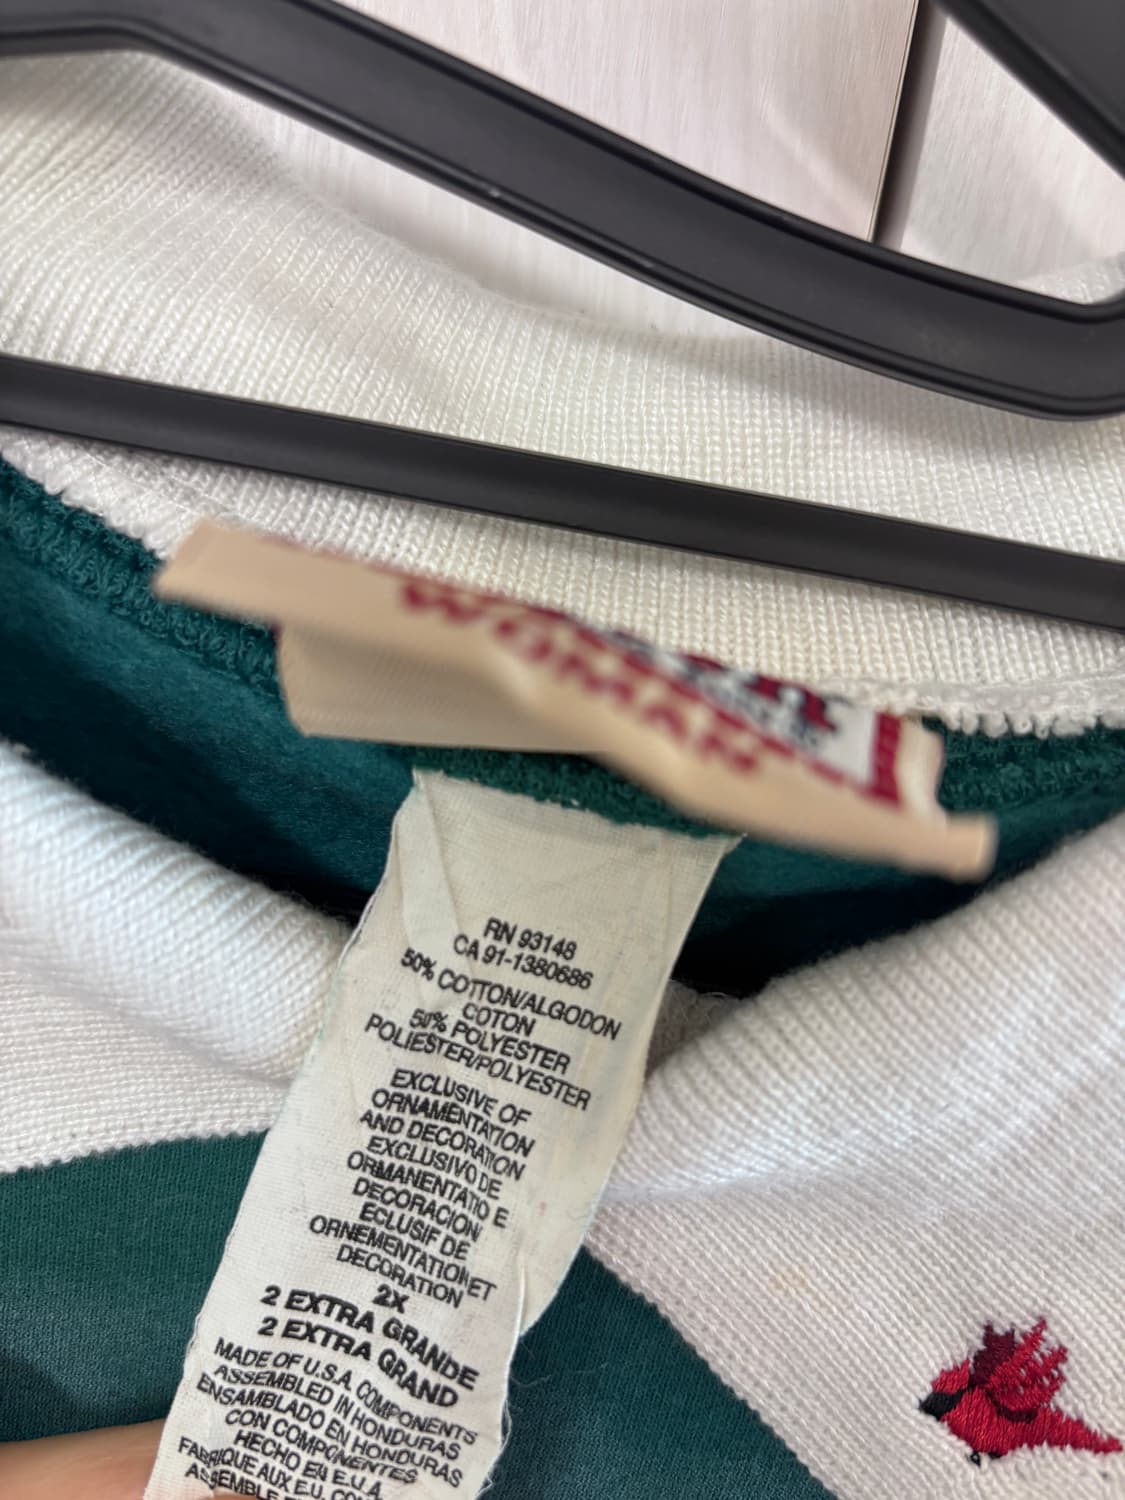 WOMAN
RN 93148
CA 91-1380686
50% COTTON/ALGODON
COTON
50% POLYESTER
POLIESTER/POLYESTER
EXCLUSIVE OF
ORNAMENTATION
AND DECORATION
EXCLUSIVO DE
ORMANENTATIO E
DECORACION
ECLUSIF DE
ORNEMENTATION ET
DECORATION
2X
2 EXTRA GRANDE
2 EXTRA GRAND
MADE OF U.S.A. COMPONENTS
ASSEMBLED IN HONDURAS
ENSAMBLADO EN HONDURAS
CON COMPONENTES
HECHO EN E.U.A.
FABRIQUE AUX E.U.
ASSEMBLE